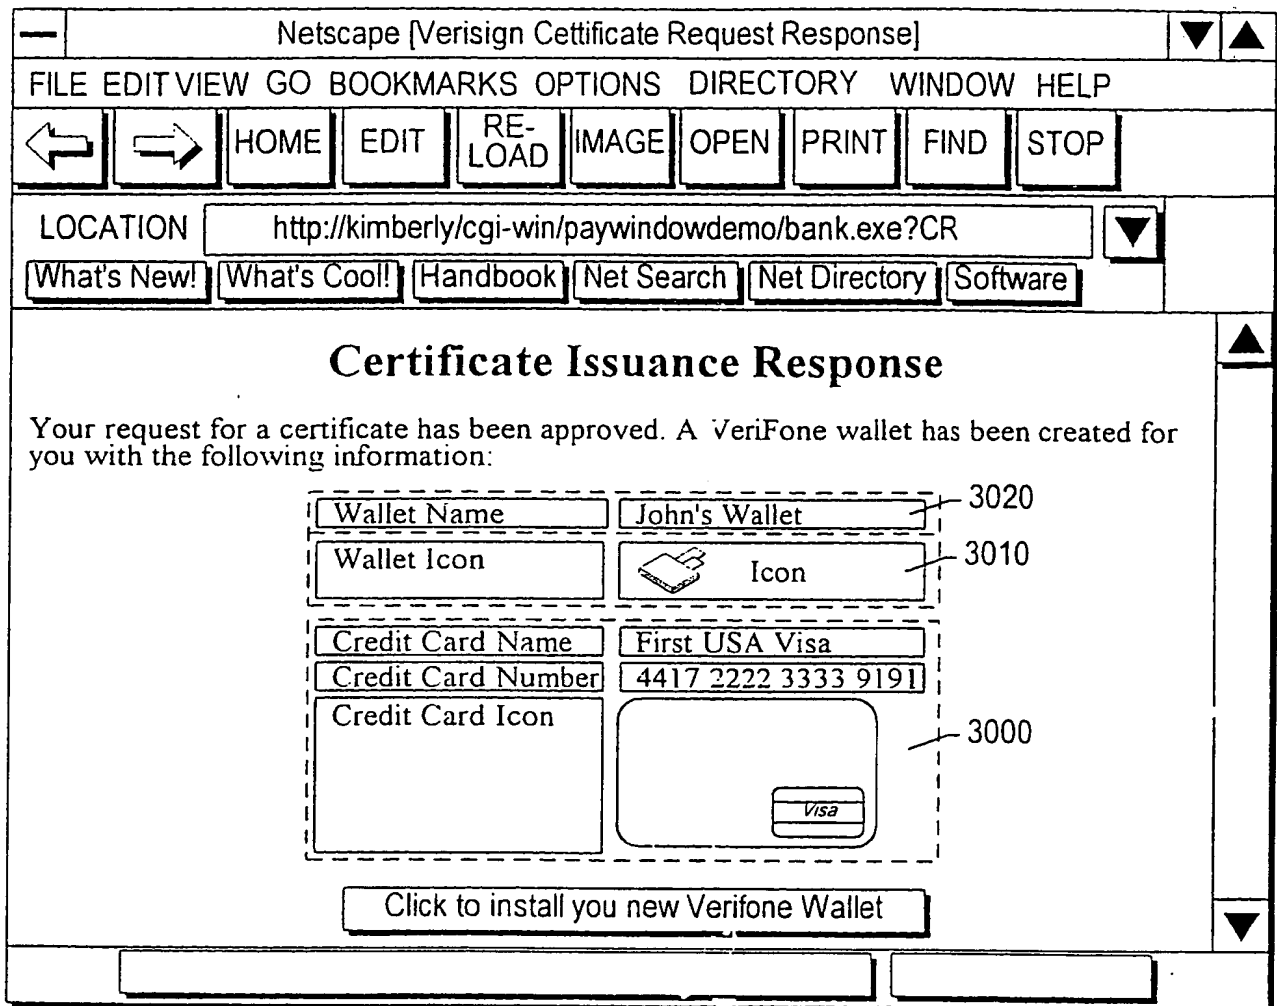 Netscape [Verisign Cettificate Request Response]
FILE EDIT VIEW GO BOOKMARKS OPTIONS DIRECTORY WINDOW HELP
HOME EDIT RE-LOAD IMAGE OPEN PRINT FIND STOP
LOCATION http://kimberly/cgi-win/paywindowdemo/bank.exe?CR
What's New! What's Cool! Handbook Net Search Net Directory Software
Certificate Issuance Response
Your request for a certificate has been approved. A VeriFone wallet has been created for
you with the following information:
Wallet Name John's Wallet 3020
Wallet Icon Icon 3010
Credit Card Name First USA Visa
Credit Card Number 4417 2222 3333 9191
Credit Card Icon 3000
Visa
Click to install you new Verifone Wallet